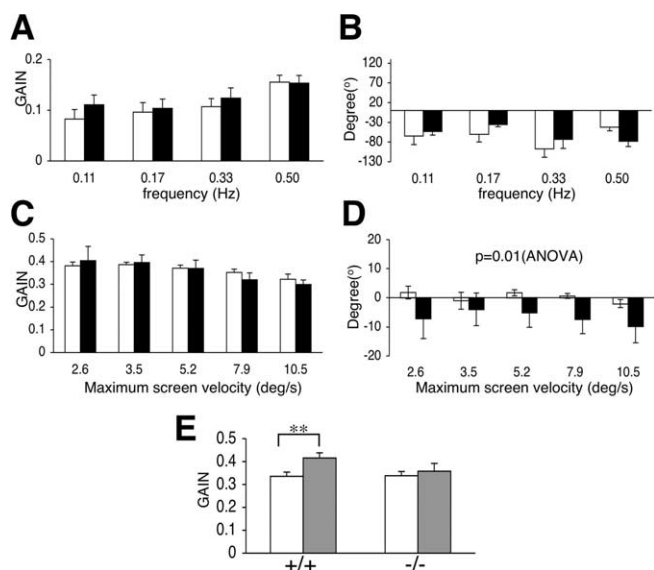 A
GAIN
0.2
0.1
0
0.11 0.17 0.33 0.50
frequency (Hz)
B
Degree(°)
120
70
20
-30
-80
-130
0.11 0.17 0.33 0.50
frequency (Hz)
C
GAIN
0.5
0.4
0.3
0.2
0.1
0
2.6 3.5 5.2 7.9 10.5
Maximum screen velocity (deg/s)
D
p=0.01(ANOVA)
Degree(°)
20
10
0
-10
-20
2.6 3.5 5.2 7.9 10.5
Maximum screen velocity (deg/s)
E
**
GAIN
0.5
0.4
0.3
0.2
0.1
0
+/+ -/-